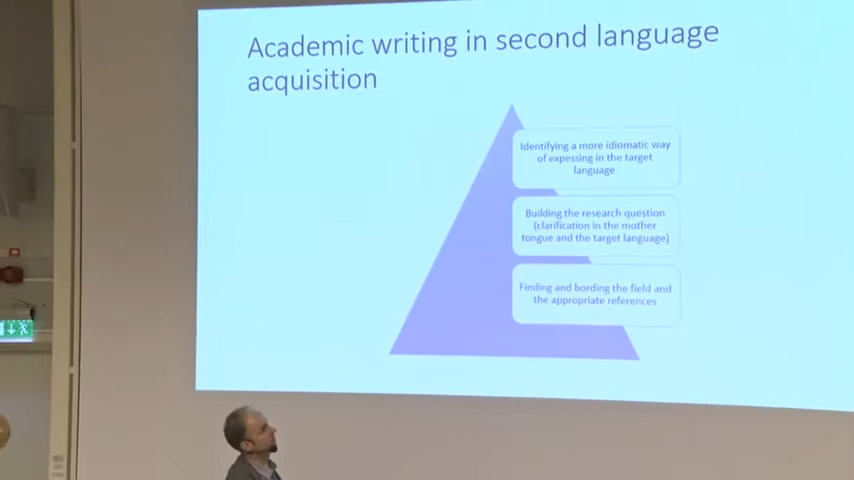 Academic writing in second language
acquisition
Identifying a more idiomatic way
of expessing in the target
language
Building the research question
(clarification in the mother
tongue and the target language)
Finding and bording the field and
the appropriate references